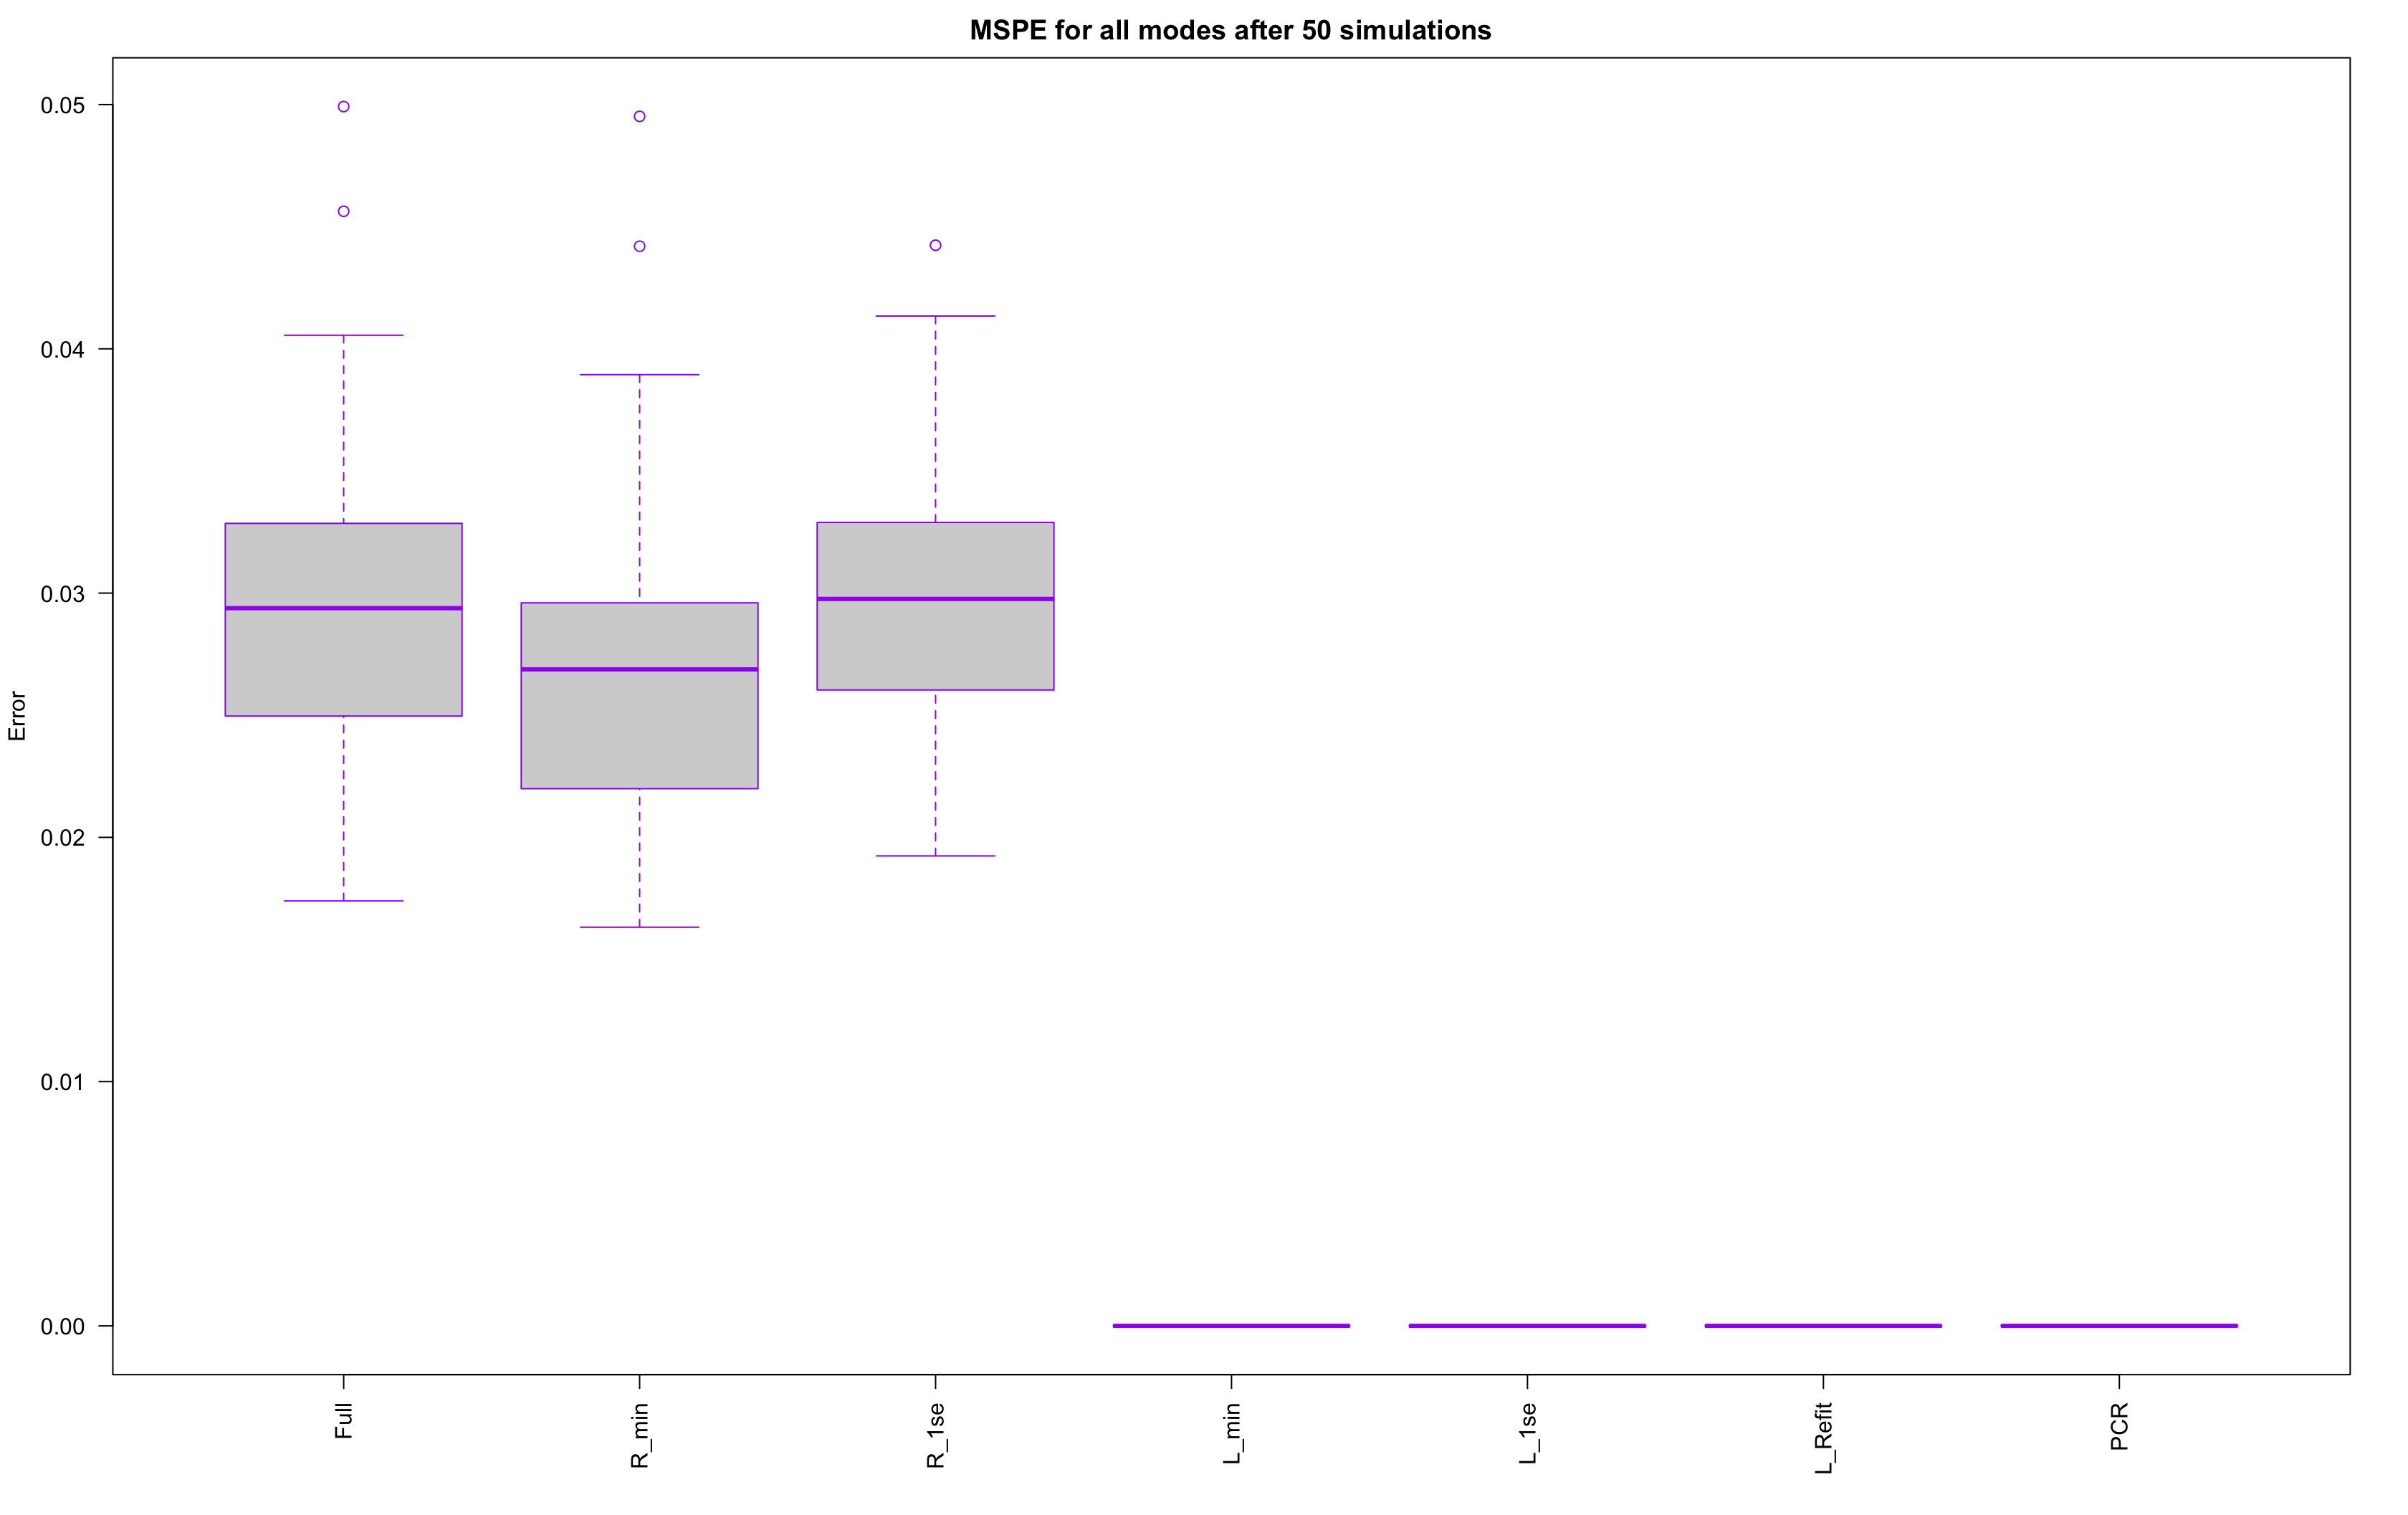 MSPE for all modes after 50 simulations
0.05
0.04
0.03
0.02
0.01
0.00
Error
Full
R_min
R_1se
L_min
L_1se
L_Refit
PCR